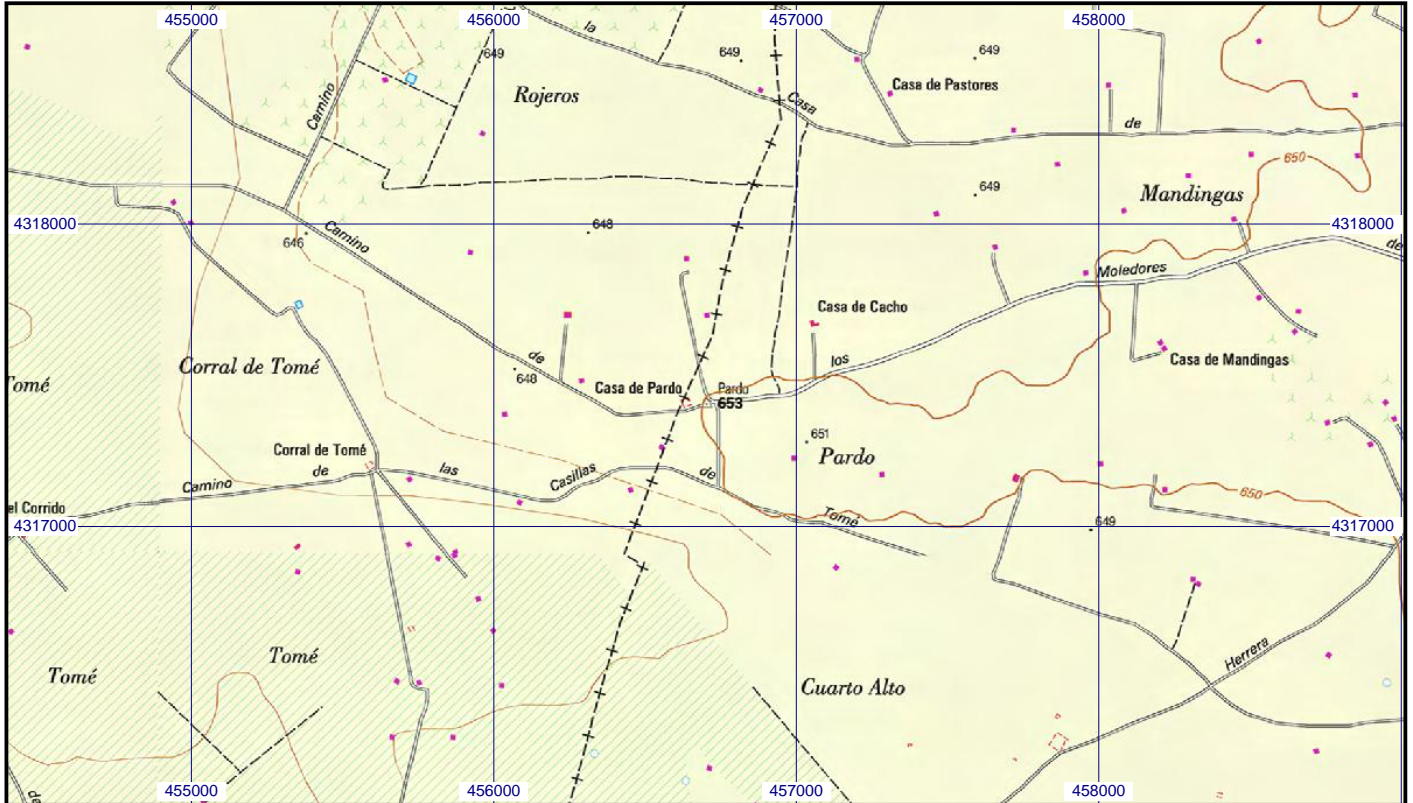 455000
456000
457000
458000
la
649
649
649
Casa de Pastores
Camino
Rojeros
Casa
de
650
649
Mandingas
4318000
4318000
648
646
Camino
de
Moledores
Casa de Cacho
de
648
los
Casa de Mandingas
Corral de Tomé
Tomé
Casa de Pardo
Pardo
653
651
Pardo
Corral de Tomé
de
las
Casillas
de
Camino
650
el Corrido
Tomé
4317000
649
4317000
Tomé
Tomé
Cuarto Alto
Herrera
de
455000
456000
457000
458000